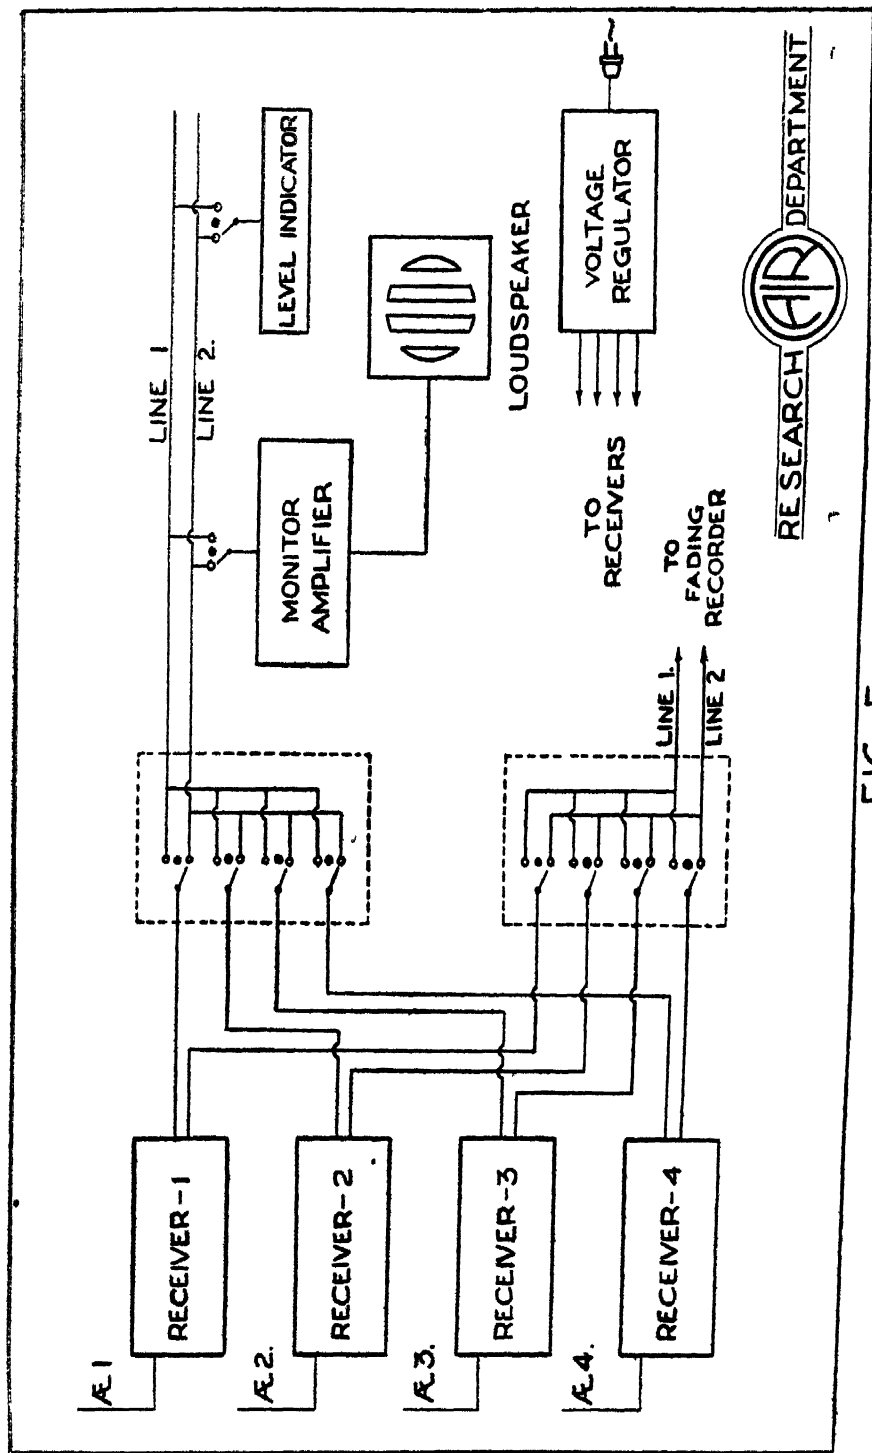 Æ 1
RECEIVER-1
Æ 2.
RECEIVER-2
Æ 3.
RECEIVER-3
Æ 4.
RECEIVER-4
LINE 1
LINE 2.
MONITOR
AMPLIFIER
LEVEL INDICATOR
LOUDSPEAKER
LINE 1.
LINE 2
TO
FADING
RECORDER
TO
RECEIVERS
VOLTAGE
REGULATOR
RESEARCH AIR DEPARTMENT